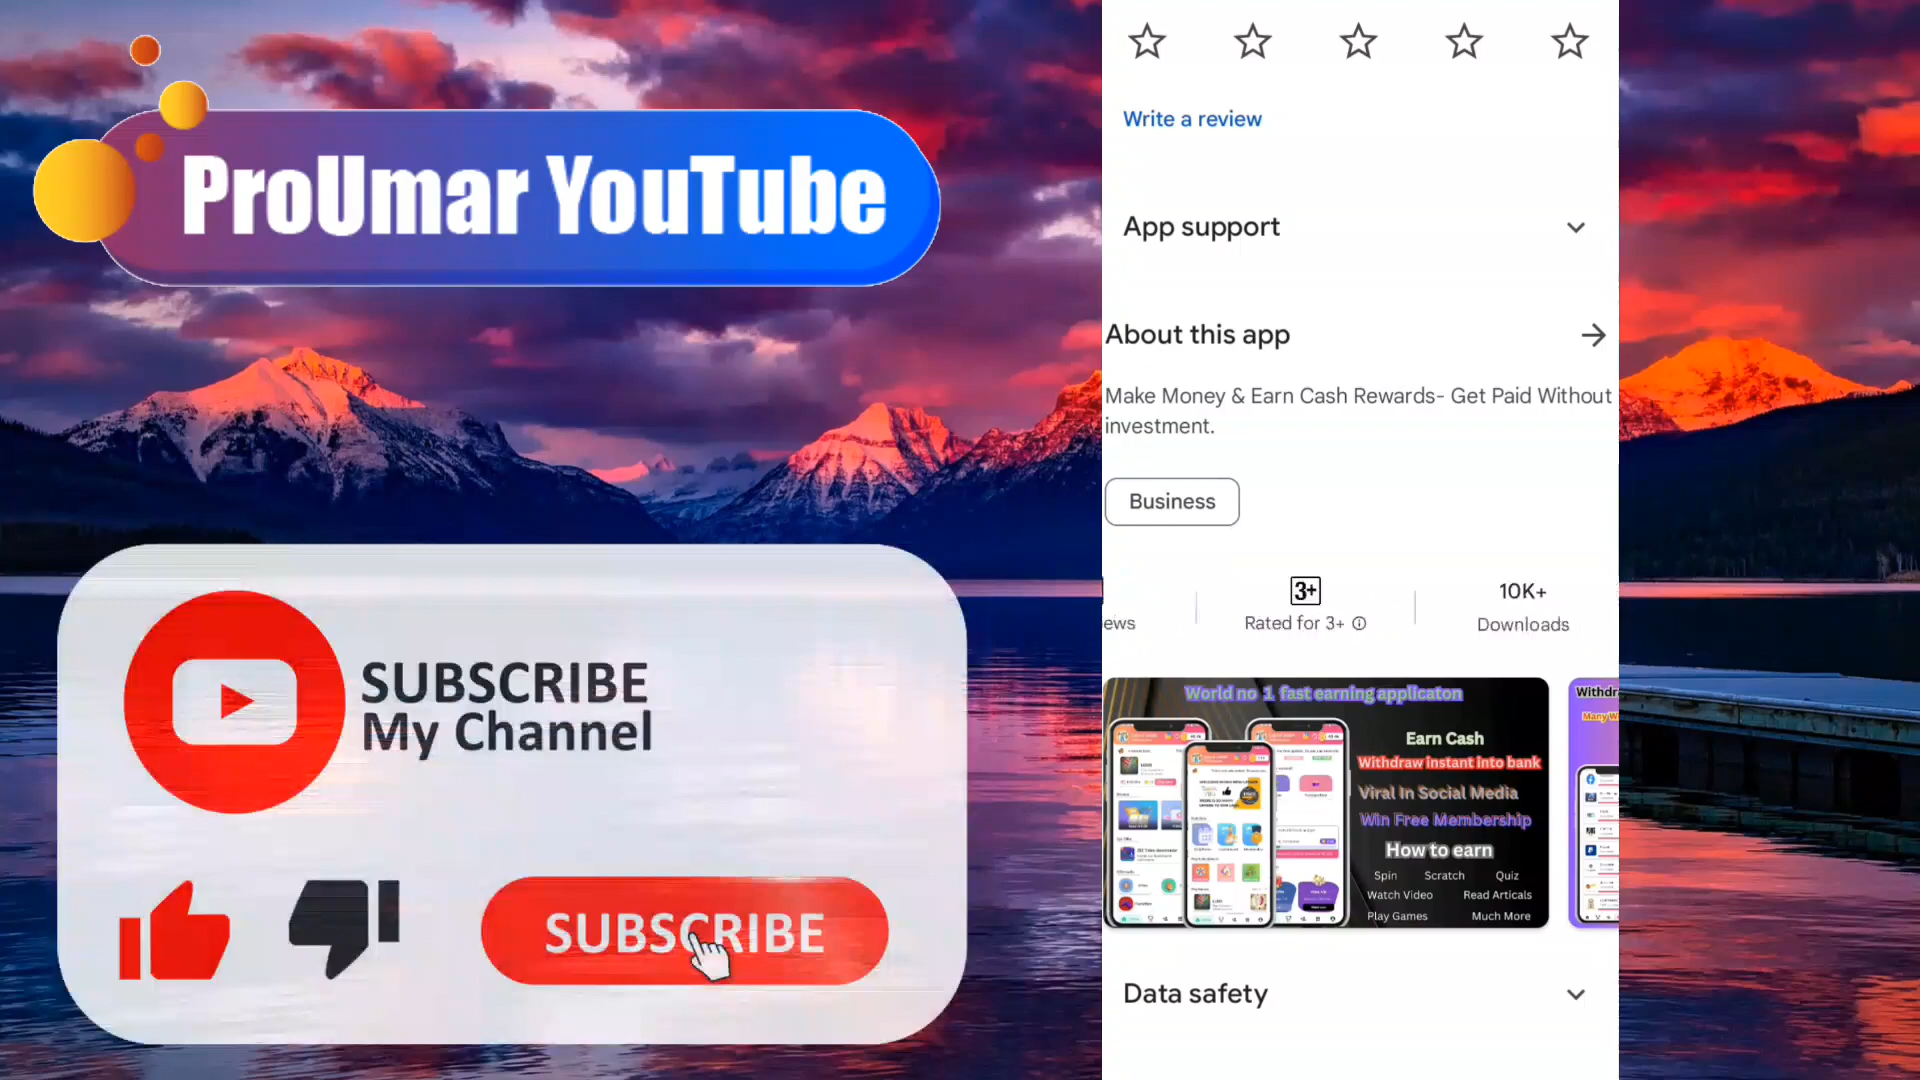 ProUmar YouTube
SUBSCRIBE
My Channel
SUBSCRIBE
Write a review
App support
About this app
Make Money & Earn Cash Rewards- Get Paid Without
investment.
Business
ews
3+
Rated for 3+
10K+
Downloads
World no 1 fast earning applicaton
Earn Cash
Withdraw instant into bank
Viral In Social Media
Win Free Membership
How to earn
Spin Scratch Quiz
Watch Video Read Articals
Play Games Much More
Withdr
Many W
Data safety